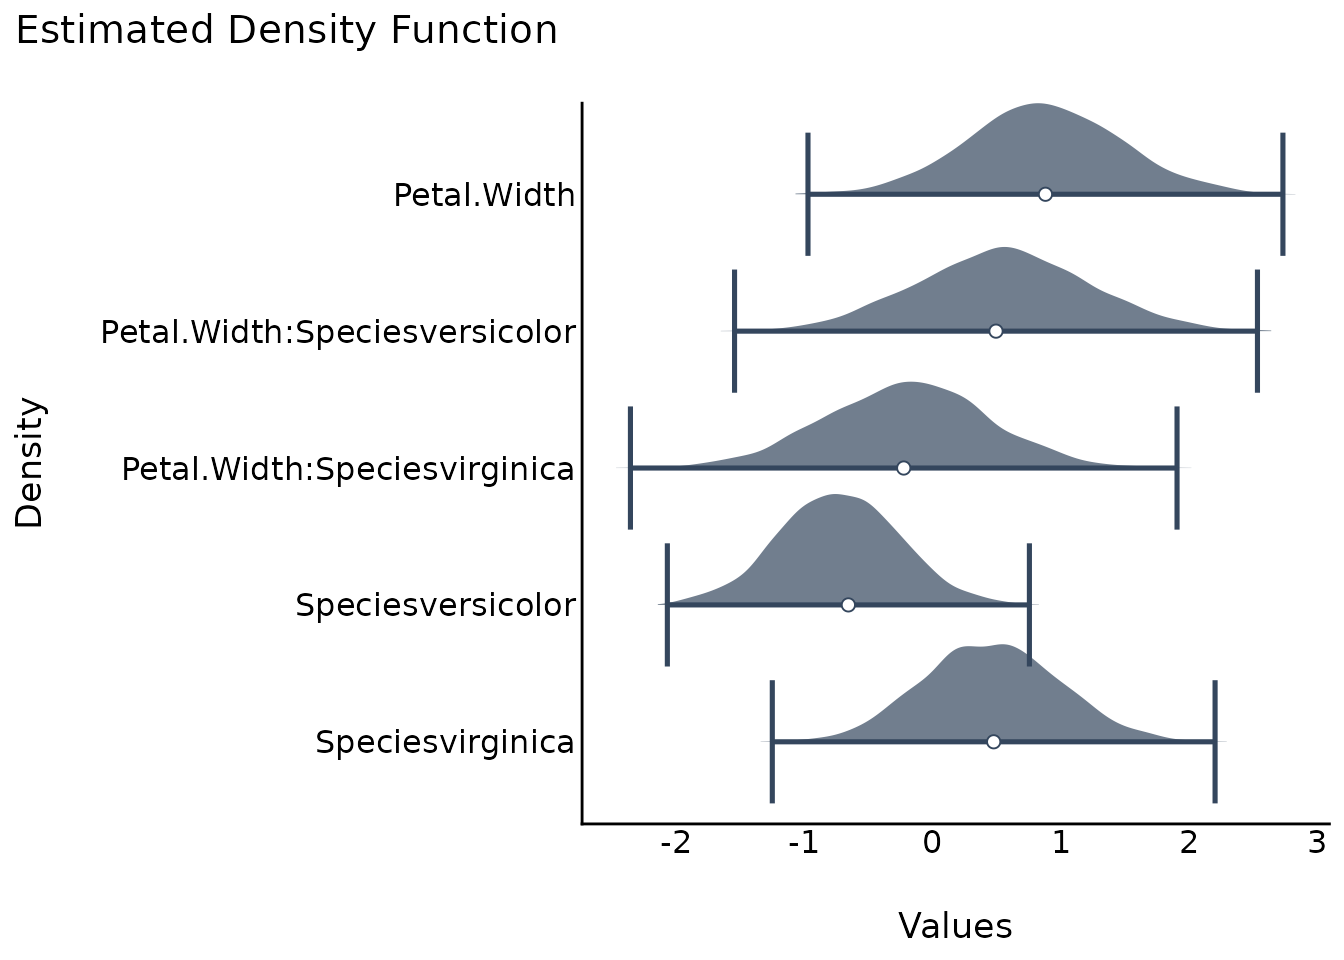 Estimated Density Function
Density
Petal.Width
Petal.Width:Speciesversicolor
Petal.Width:Speciesvirginica
Speciesversicolor
Speciesvirginica
-2 -1 0 1 2 3
Values